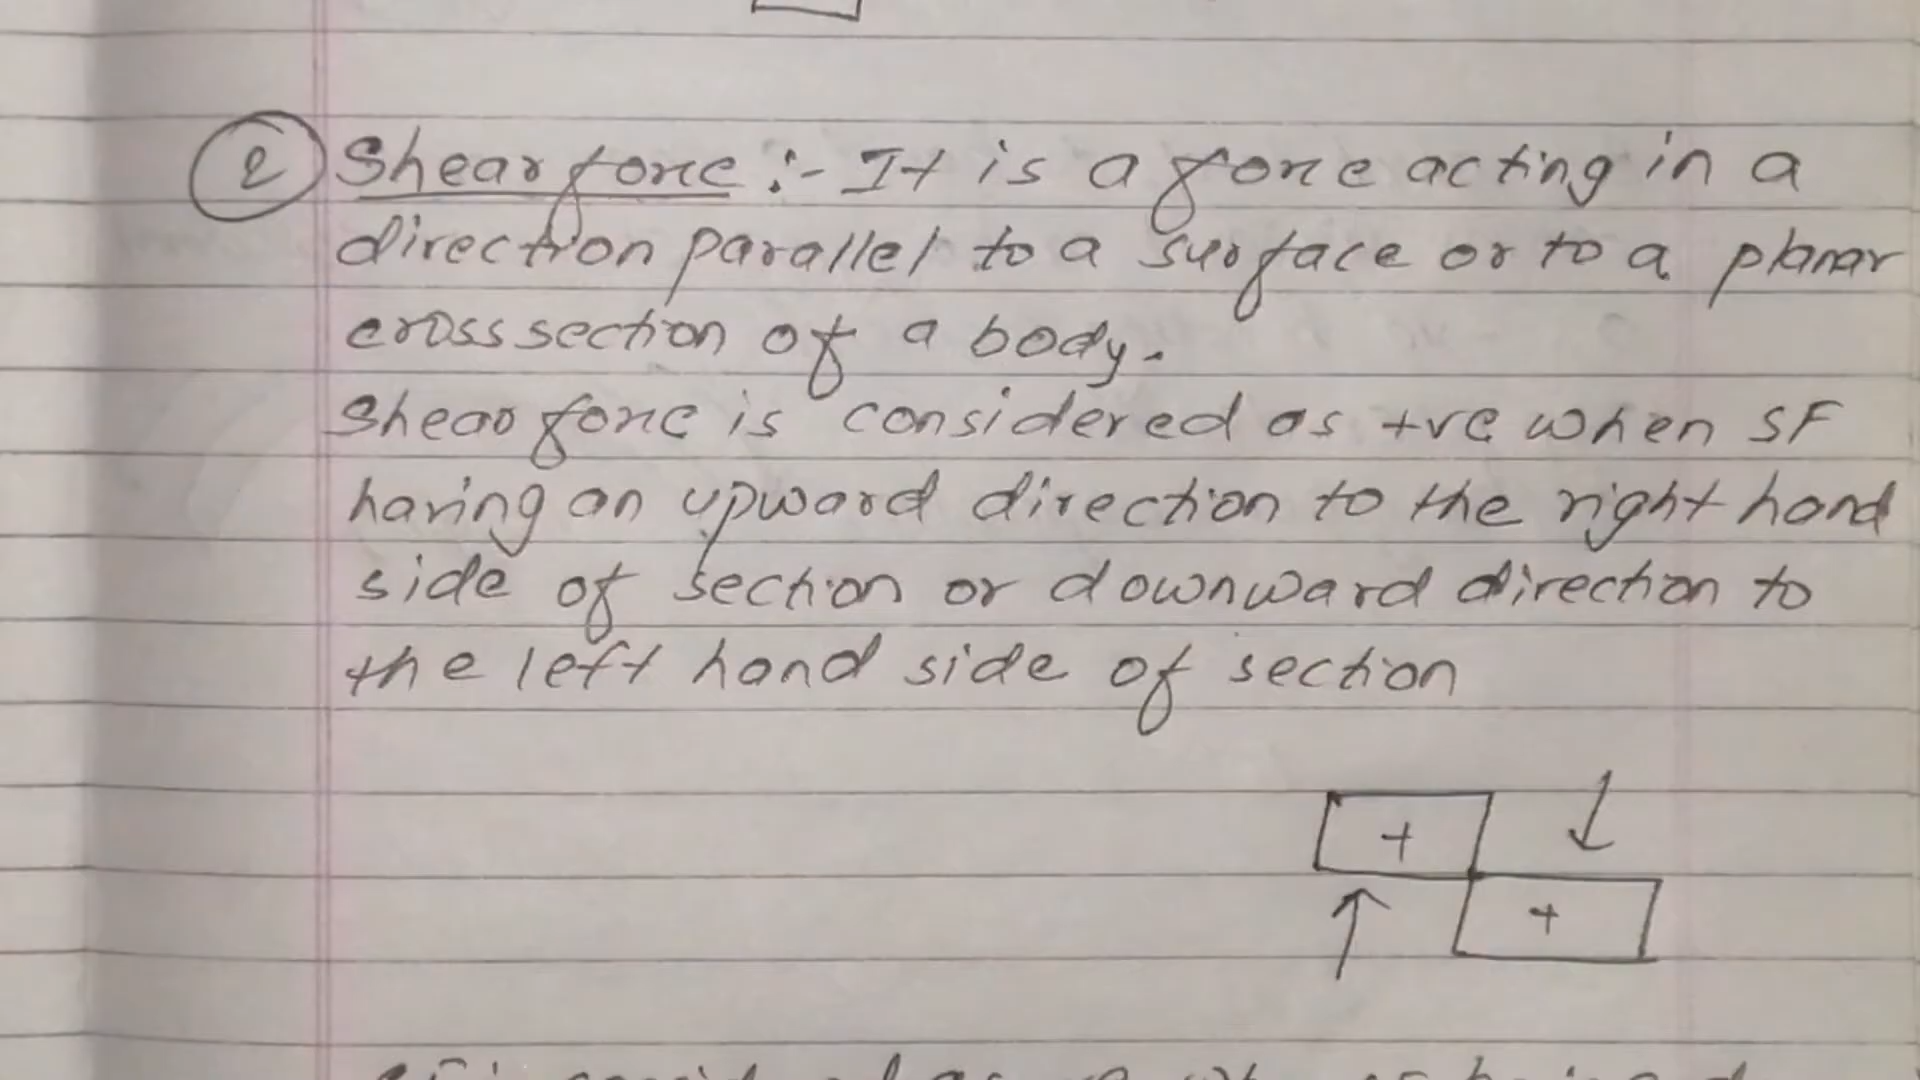 2 Shear force :- It is a force acting in a
direction parallel to a surface or to a planar
cross section of a body.
Shear force is considered as +ve when SF
having an upward direction to the right hand
side of section or downward direction to
the left hand side of section
+
+